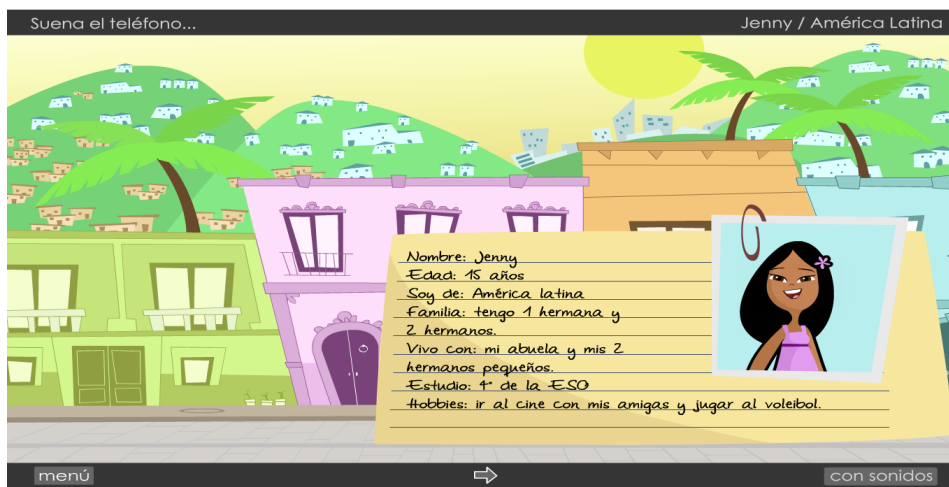 Suena el teléfono...
Jenny / América Latina
Nombre: Jenny
Edad: 15 años
Soy de: América latina
Familia: tengo 1 hermana y
2 hermanos.
Vivo con: mi abuela y mis 2
hermanos pequeños.
Estudio: 4º de la ESO
Hobbies: ir al cine con mis amigas y jugar al voleibol.
menú
con sonidos